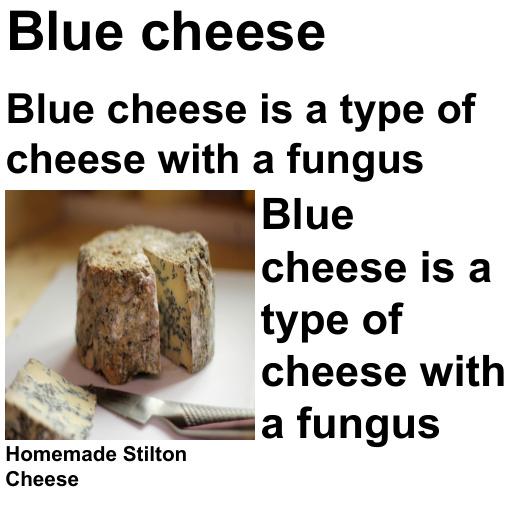 Blue cheese
Blue cheese is a type of
cheese with a fungus
Blue
cheese is a
type of
cheese with
a fungus
Homemade Stilton
Cheese